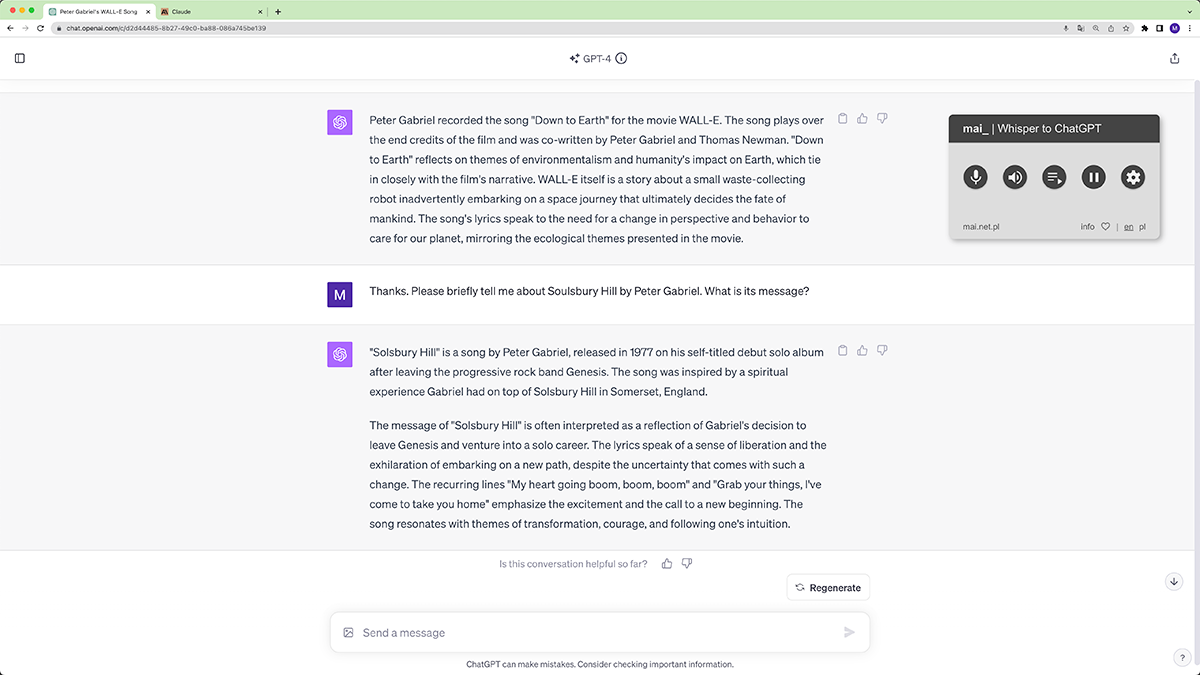 Peter Gabriel's WALL-E Song
Claude
chat.openai.com/c/d2d44485-8b27-49c0-ba88-086a745be139
M
GPT-4
Peter Gabriel recorded the song "Down to Earth" for the movie WALL-E. The song plays over
the end credits of the film and was co-written by Peter Gabriel and Thomas Newman. "Down
to Earth" reflects on themes of environmentalism and humanity's impact on Earth, which tie
in closely with the film's narrative. WALL-E itself is a story about a small waste-collecting
robot inadvertently embarking on a space journey that ultimately decides the fate of
mankind. The song's lyrics speak to the need for a change in perspective and behavior to
care for our planet, mirroring the ecological themes presented in the movie.
mai_ | Whisper to ChatGPT
mai.net.pl
info | en pl
M
Thanks. Please briefly tell me about Soulsbury Hill by Peter Gabriel. What is its message?
"Solsbury Hill" is a song by Peter Gabriel, released in 1977 on his self-titled debut solo album
after leaving the progressive rock band Genesis. The song was inspired by a spiritual
experience Gabriel had on top of Solsbury Hill in Somerset, England.
The message of "Solsbury Hill" is often interpreted as a reflection of Gabriel's decision to
leave Genesis and venture into a solo career. The lyrics speak of a sense of liberation and the
exhilaration of embarking on a new path, despite the uncertainty that comes with such a
change. The recurring lines "My heart going boom, boom, boom" and "Grab your things, I've
come to take you home" emphasize the excitement and the call to a new beginning. The
song resonates with themes of transformation, courage, and following one's intuition.
Is this conversation helpful so far?
Regenerate
Send a message
ChatGPT can make mistakes. Consider checking important information.
?